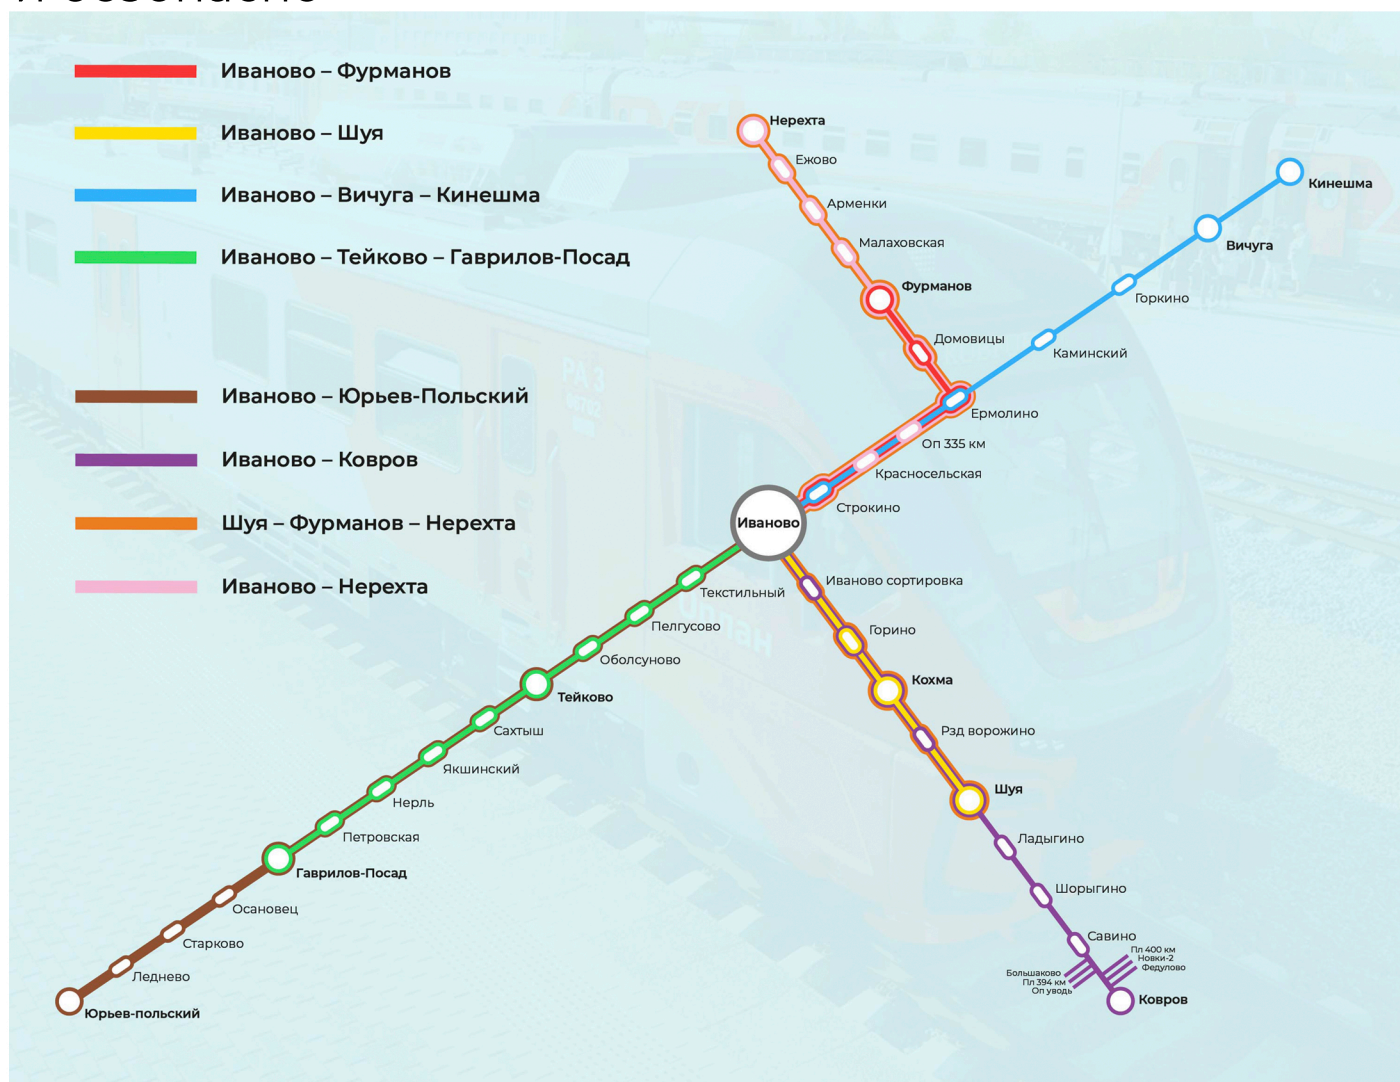 Иваново – Фурманов
Иваново – Шуя
Иваново – Вичуга – Кинешма
Иваново – Тейково – Гаврилов-Посад
Иваново – Юрьев-Польский
Иваново – Ковров
Шуя – Фурманов – Нерехта
Иваново – Нерехта
Нерехта
Ежово
Арменки
Малаховская
Фурманов
Домовицы
Кинешма
Вичуга
Горкино
Каминский
Ермолино
Оп 335 км
Красносельская
Строкино
Иваново
Текстильный
Пелгусово
Оболсуново
Тейково
Сахтыш
Якшинский
Нерль
Петровская
Гаврилов-Посад
Осановец
Старково
Леднево
Юрьев-польский
Иваново сортировка
Горино
Кохма
Рзд ворожино
Шуя
Ладыгино
Шорыгино
Савино
Пл 400 км
Новки-2
Федулово
Большаково
Пл 394 км
Оп уводь
Ковров
РА 3